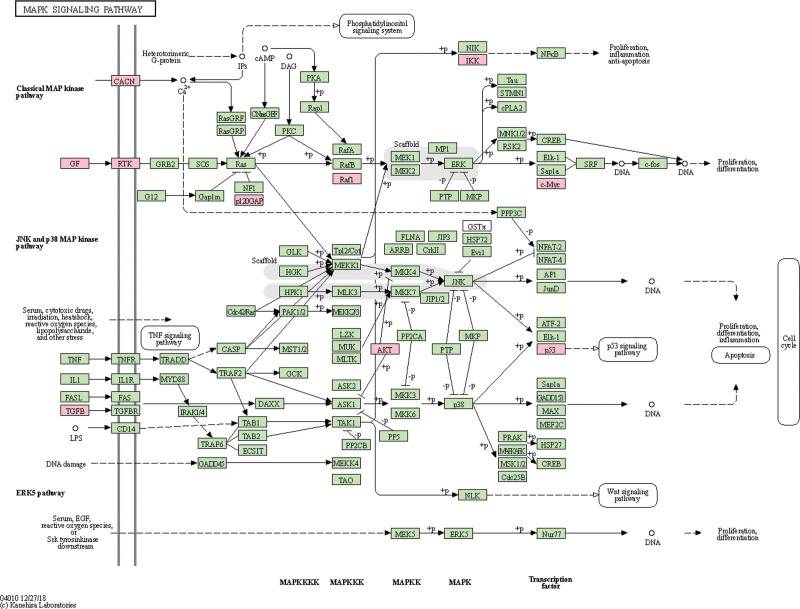 MAPK SIGNALING PATHWAY
Phosphatidylinositol
signaling system
Heterotorimeric
G-protein
IP3
cAMP
DAG
NIK
IKK
NFκB
Proliferation,
inflammation
anti-apoptosis
Classical MAP kinase
pathway
CACN
Ca2+
PKA
+p
Rap1
RasGRF
RasGRP
CNasGEF
PKC
Tau
STMN1
cPLA2
MNK1/2
RSK2
CREB
RafA
RafB
Raf1
Scaffold
MP1
MEK1
MEK2
ERK
GF
RTK
GRB2
SOS
Ras
Elk-1
Sap1a
c-Myc
SRF
DNA
c-fos
DNA
Proliferation,
differentiation
G12
Gap1m
NF1
p120GAP
PTP
MKP
PPP3C
JNK and p38 MAP kinase
pathway
GLK
HGK
Scaffold
Tpl2/Cot
MEKK1
FLNA
JIP3
ARRB
CrkII
GSTπ
HSP72
Evi1
NFAT-2
NFAT-4
MKK4
MKK7
JNK
JIP1/2
AP1
JunD
DNA
HPK1
MLK3
Cdc42/Rac
PAK1/2
MEKK2/3
Serum, cytotoxic drugs,
irradiation, heatshock,
reactive oxygen species,
lipopolysaccharide,
and other stress
TNF signaling
pathway
LZK
MUK
MLTK
AKT
PP2CA
PTP
MKP
ATF-2
Elk-1
p53
p53 signaling
pathway
Proliferation,
differentiation,
inflammation
Apoptosis
Cell
cycle
TNF
TNFR
TRADD
CASP
MST1/2
IL1
IL1R
MYD88
TRAF2
GCK
FASL
FAS
DAXX
ASK2
ASK1
MKK3
MKK6
p38
Sap1a
GADD153
MAX
MEF2C
DNA
TGFB
TGFBR
IRAK1/4
LPS
CD14
TRAF6
TAB1
TAB2
ECSIT
TAK1
PP2CB
PP5
PRAK
MAPKAPK
MSK1/2
Cdc25B
HSP27
CREB
DNA damage
GADD45
MEKK4
TAO
ERK5 pathway
NLK
Wnt signaling
pathway
Serum, EGF,
reactive oxygen species,
or
Srk tyrosinkinase
downstream
MEK5
+p
ERK5
+p
Nur77
DNA
Proliferation,
differentiation
MAPKKKK
MAPKKK
MAPKK
MAPK
Transcription
factor
04010 12/27/18
(c) Kanehisa Laboratories